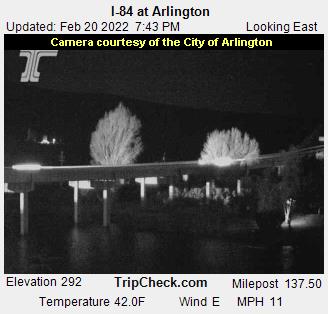 I-84 at Arlington
Updated: Feb 20 2022 7:43 PM Looking East
Camera courtesy of the City of Arlington
Elevation 292 TripCheck.com Milepost 137.50
Temperature 42.0F Wind E MPH 11